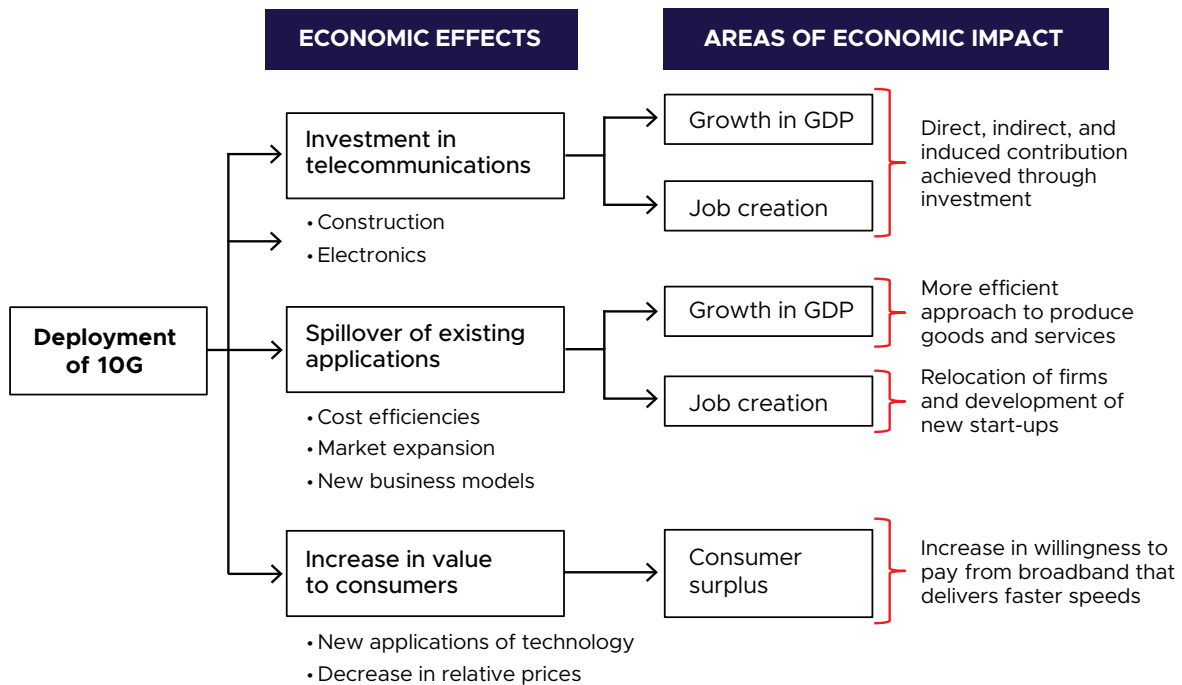 ECONOMIC EFFECTS
AREAS OF ECONOMIC IMPACT
Deployment
of 10G
Investment in
telecommunications
• Construction
• Electronics
Growth in GDP
Job creation
Direct, indirect, and
induced contribution
achieved through
investment
Spillover of existing
applications
• Cost efficiencies
• Market expansion
• New business models
Growth in GDP
More efficient
approach to produce
goods and services
Job creation
Relocation of firms
and development of
new start-ups
Increase in value
to consumers
• New applications of technology
• Decrease in relative prices
Consumer
surplus
Increase in willingness to
pay from broadband that
delivers faster speeds